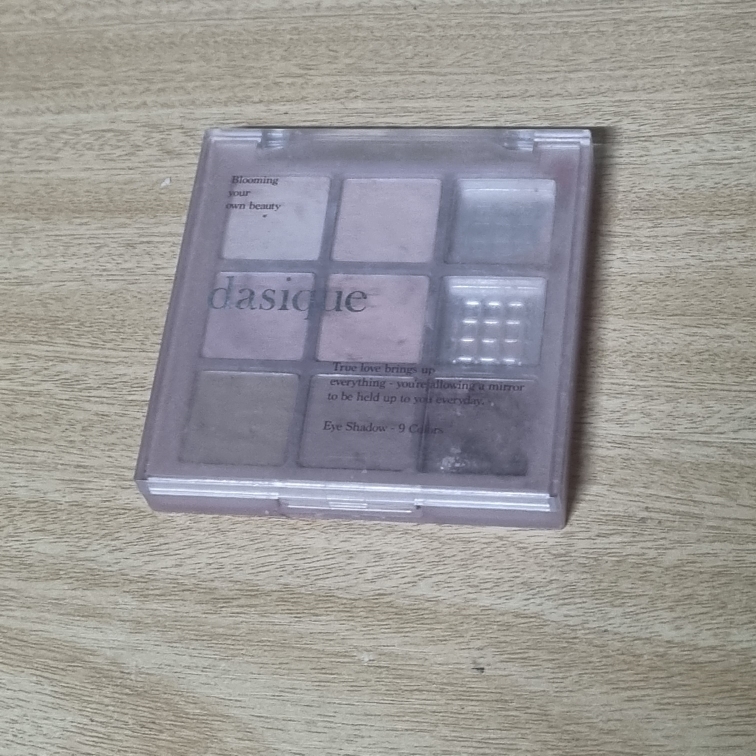 Blooming
your
own beauty
dasique
True love brings up
everything - you're allowing a mirror
to be held up to you everyday.
Eye Shadow - 9 Colors